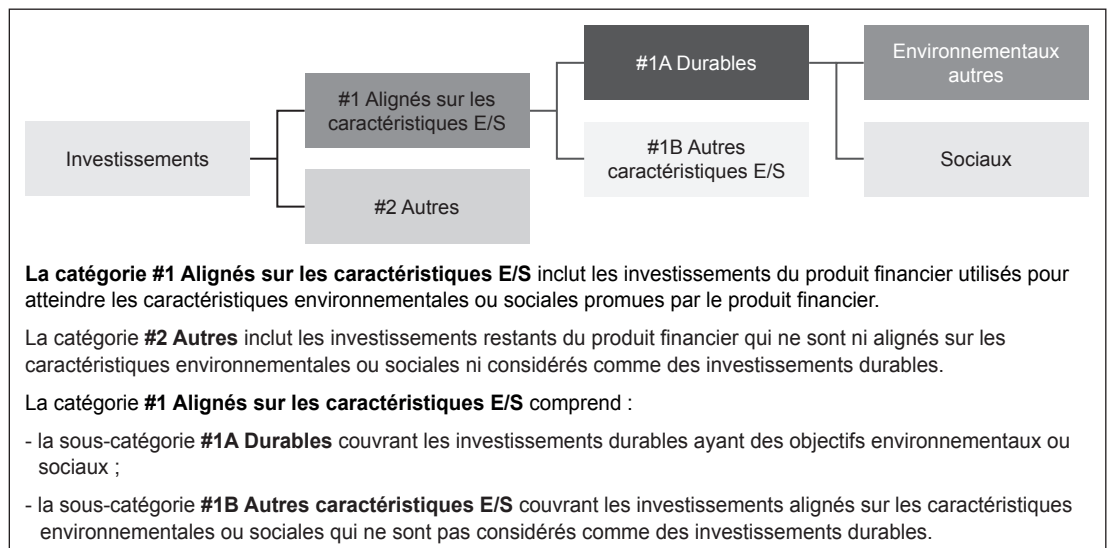 Investissements
#1 Alignés sur les
caractéristiques E/S
#2 Autres
#1A Durables
#1B Autres
caractéristiques E/S
Environnementaux
autres
Sociaux
La catégorie #1 Alignés sur les caractéristiques E/S inclut les investissements du produit financier utilisés pour
atteindre les caractéristiques environnementales ou sociales promues par le produit financier.
La catégorie #2 Autres inclut les investissements restants du produit financier qui ne sont ni alignés sur les
caractéristiques environnementales ou sociales ni considérés comme des investissements durables.
La catégorie #1 Alignés sur les caractéristiques E/S comprend :
- la sous-catégorie #1A Durables couvrant les investissements durables ayant des objectifs environnementaux ou
sociaux ;
- la sous-catégorie #1B Autres caractéristiques E/S couvrant les investissements alignés sur les caractéristiques
environnementales ou sociales qui ne sont pas considérés comme des investissements durables.